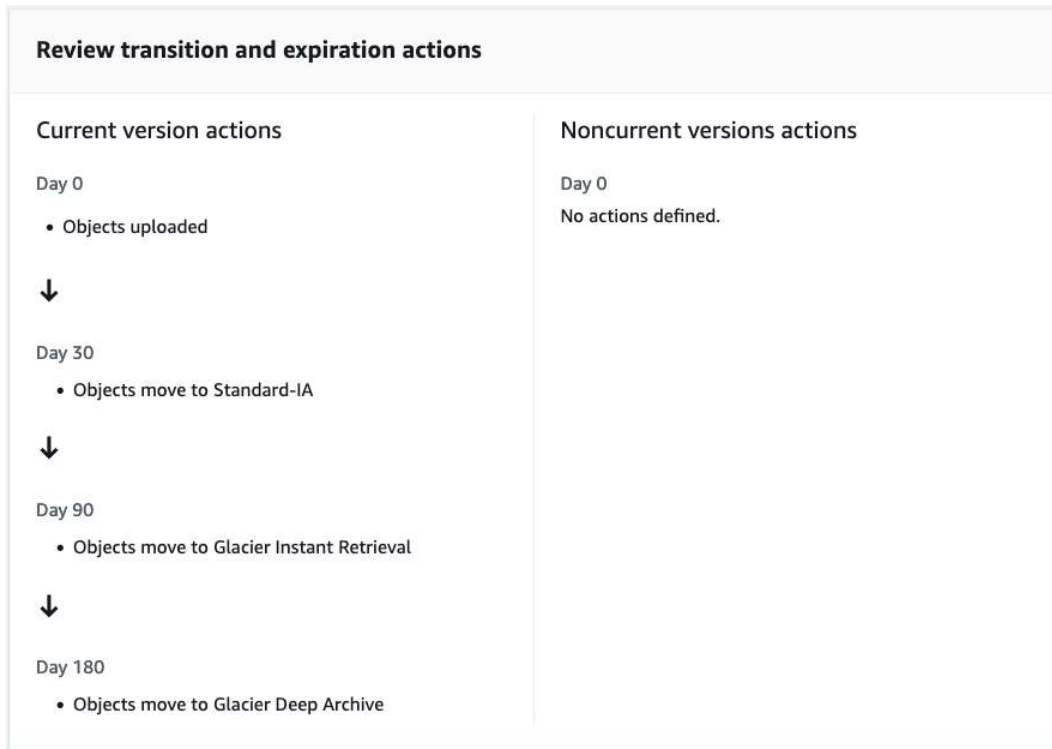 Review transition and expiration actions
Current version actions
Day 0
• Objects uploaded
↓
Day 30
• Objects move to Standard-IA
↓
Day 90
• Objects move to Glacier Instant Retrieval
↓
Day 180
• Objects move to Glacier Deep Archive
Noncurrent versions actions
Day 0
No actions defined.